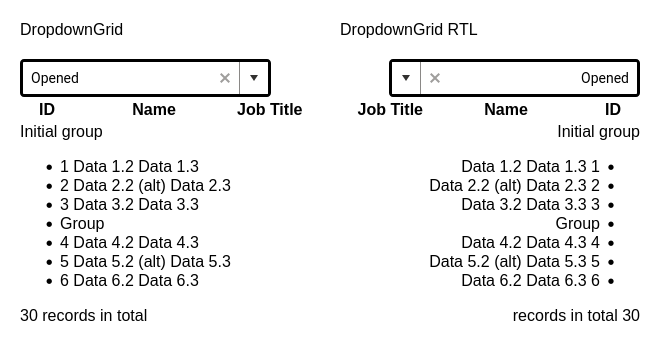 DropdownGrid
Opened
ID Name Job Title
Initial group
1 Data 1.2 Data 1.3
2 Data 2.2 (alt) Data 2.3
3 Data 3.2 Data 3.3
Group
4 Data 4.2 Data 4.3
5 Data 5.2 (alt) Data 5.3
6 Data 6.2 Data 6.3
30 records in total
DropdownGrid RTL
Opened
Job Title Name ID
Initial group
Data 1.2 Data 1.3 1
Data 2.2 (alt) Data 2.3 2
Data 3.2 Data 3.3 3
Group
Data 4.2 Data 4.3 4
Data 5.2 (alt) Data 5.3 5
Data 6.2 Data 6.3 6
records in total 30